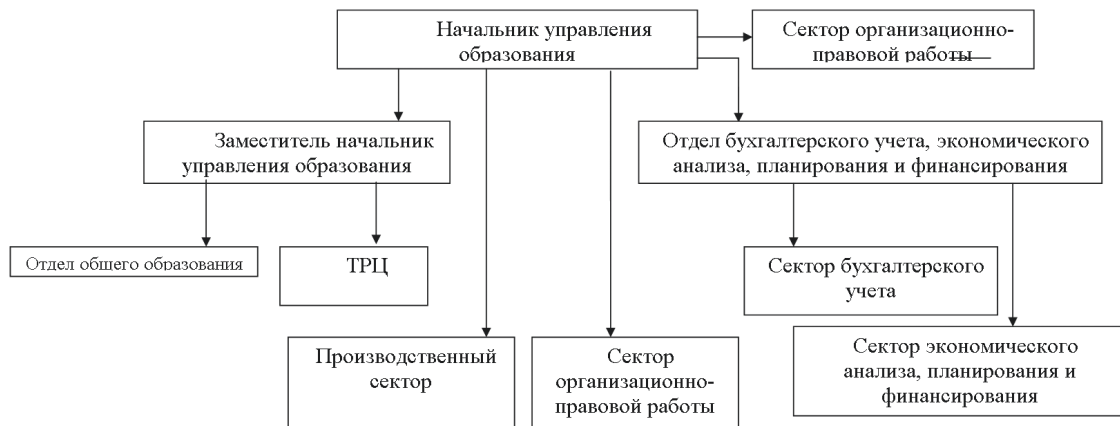 Начальник управления
образования
Сектор организационно-
правовой работы
Заместитель начальник
управления образования
Отдел бухгалтерского учета, экономического
анализа, планирования и финансирования
Отдел общего образования
ТРЦ
Сектор бухгалтерского
учета
Производственный
сектор
Сектор
организационно-
правовой работы
Сектор экономического
анализа, планирования и
финансирования